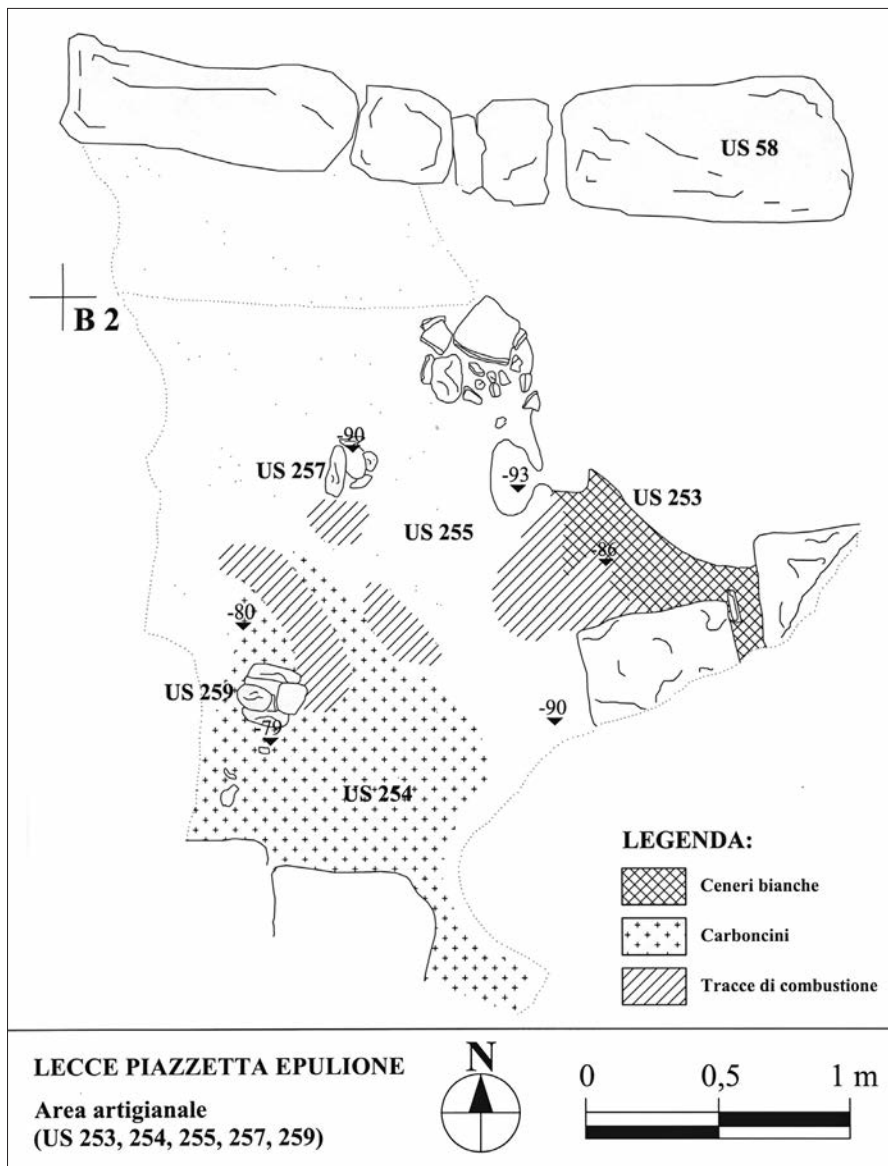 US 58
B 2
-90
US 257
-93
US 253
US 255
-86
-80
US 259
-90
-79
US 254
LEGENDA:
Ceneri bianche
Carboncini
Tracce di combustione
LECCE PIAZZETTA EPULIONE
Area artigianale
(US 253, 254, 255, 257, 259)
N
0 0,5 1 m